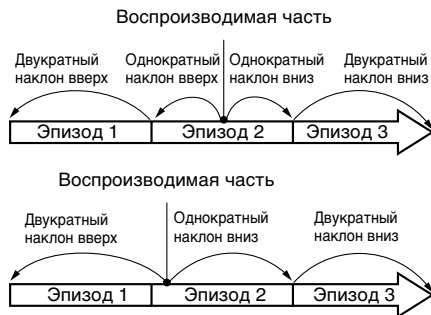 Воспроизводимая часть
Двукратный наклон вверх
Однократный наклон вверх
Однократный наклон вниз
Двукратный наклон вниз
Эпизод 1
Эпизод 2
Эпизод 3
Воспроизводимая часть
Двукратный наклон вверх
Однократный наклон вниз
Двукратный наклон вниз
Эпизод 1
Эпизод 2
Эпизод 3